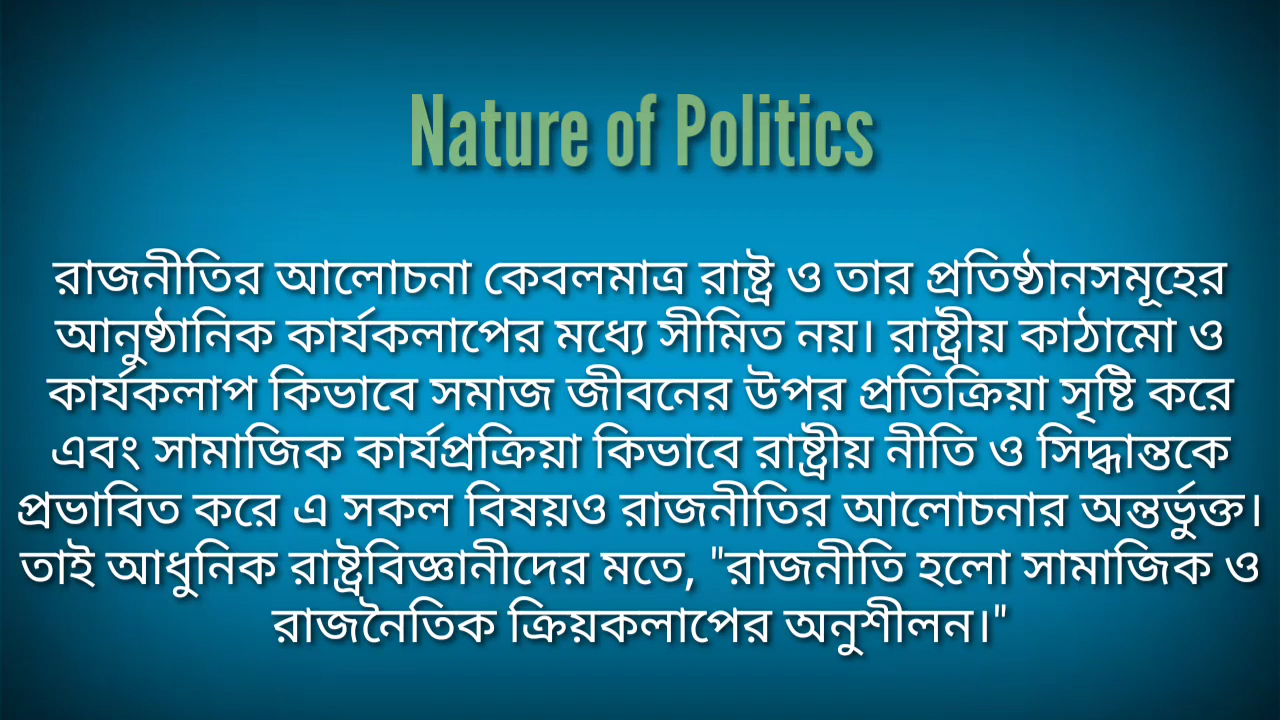 Nature of Politics
রাজনীতির আলোচনা কেবলমাত্র রাষ্ট্র ও তার প্রতিষ্ঠানসমূহের
আনুষ্ঠানিক কার্যকলাপের মধ্যে সীমিত নয়। রাষ্ট্রীয় কাঠামো ও
কার্যকলাপ কিভাবে সমাজ জীবনের উপর প্রতিক্রিয়া সৃষ্টি করে
এবং সামাজিক কার্যপ্রক্রিয়া কিভাবে রাষ্ট্রীয় নীতি ও সিদ্ধান্তকে
প্রভাবিত করে এ সকল বিষয়ও রাজনীতির আলোচনার অন্তর্ভুক্ত।
তাই আধুনিক রাষ্ট্রবিজ্ঞানীদের মতে, "রাজনীতি হলো সামাজিক ও
রাজনৈতিক ক্রিয়কলাপের অনুশীলন।"